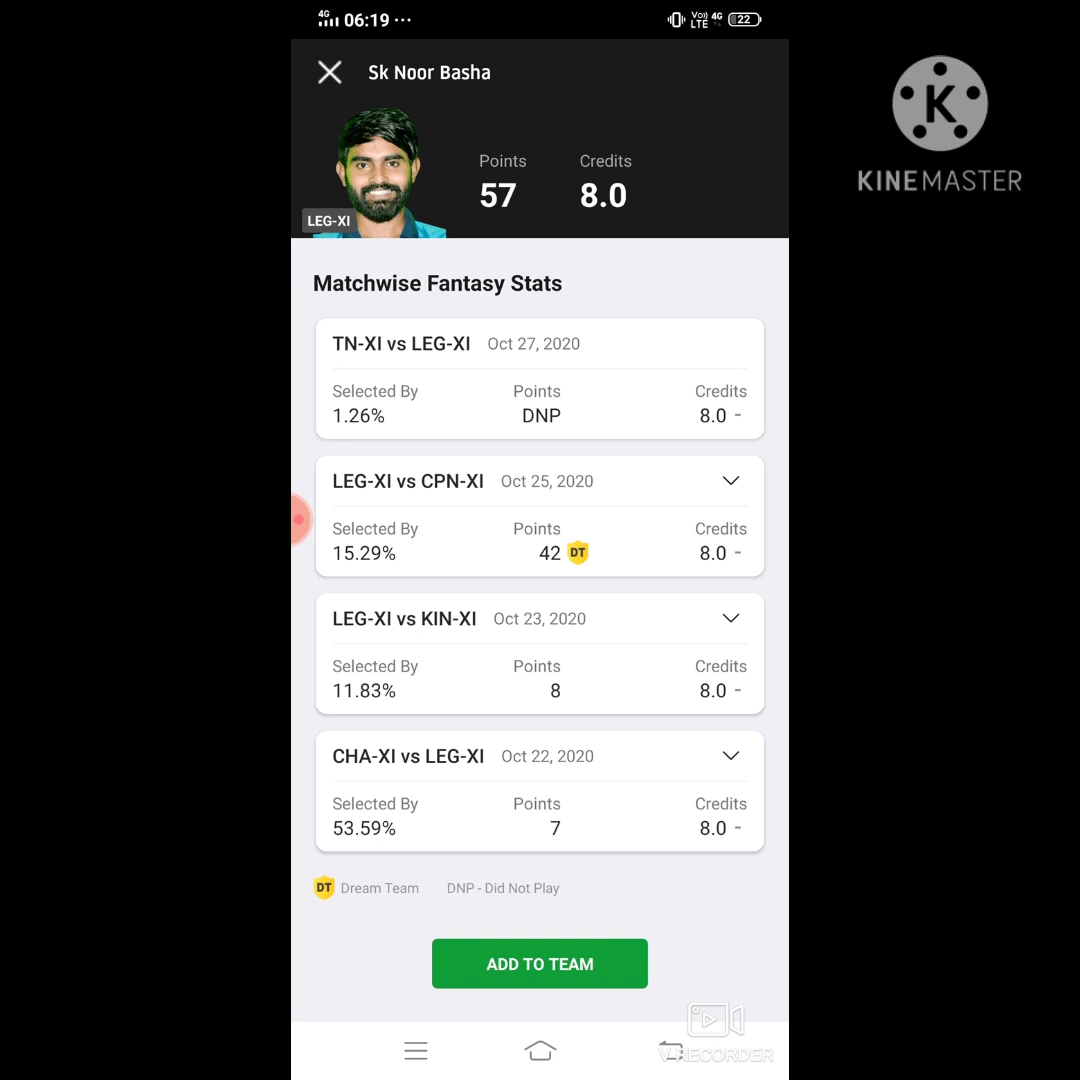 4G 06:19 ... Vo)) LTE 4G 22
Sk Noor Basha
K
KINEMASTER
Points Credits
57 8.0
LEG-XI
Matchwise Fantasy Stats
TN-XI vs LEG-XI Oct 27, 2020
Selected By Points Credits
1.26% DNP 8.0 -
LEG-XI vs CPN-XI Oct 25, 2020
Selected By Points Credits
15.29% 42 DT 8.0 -
LEG-XI vs KIN-XI Oct 23, 2020
Selected By Points Credits
11.83% 8 8.0 -
CHA-XI vs LEG-XI Oct 22, 2020
Selected By Points Credits
53.59% 7 8.0 -
DT Dream Team DNP - Did Not Play
ADD TO TEAM
V RECORDER